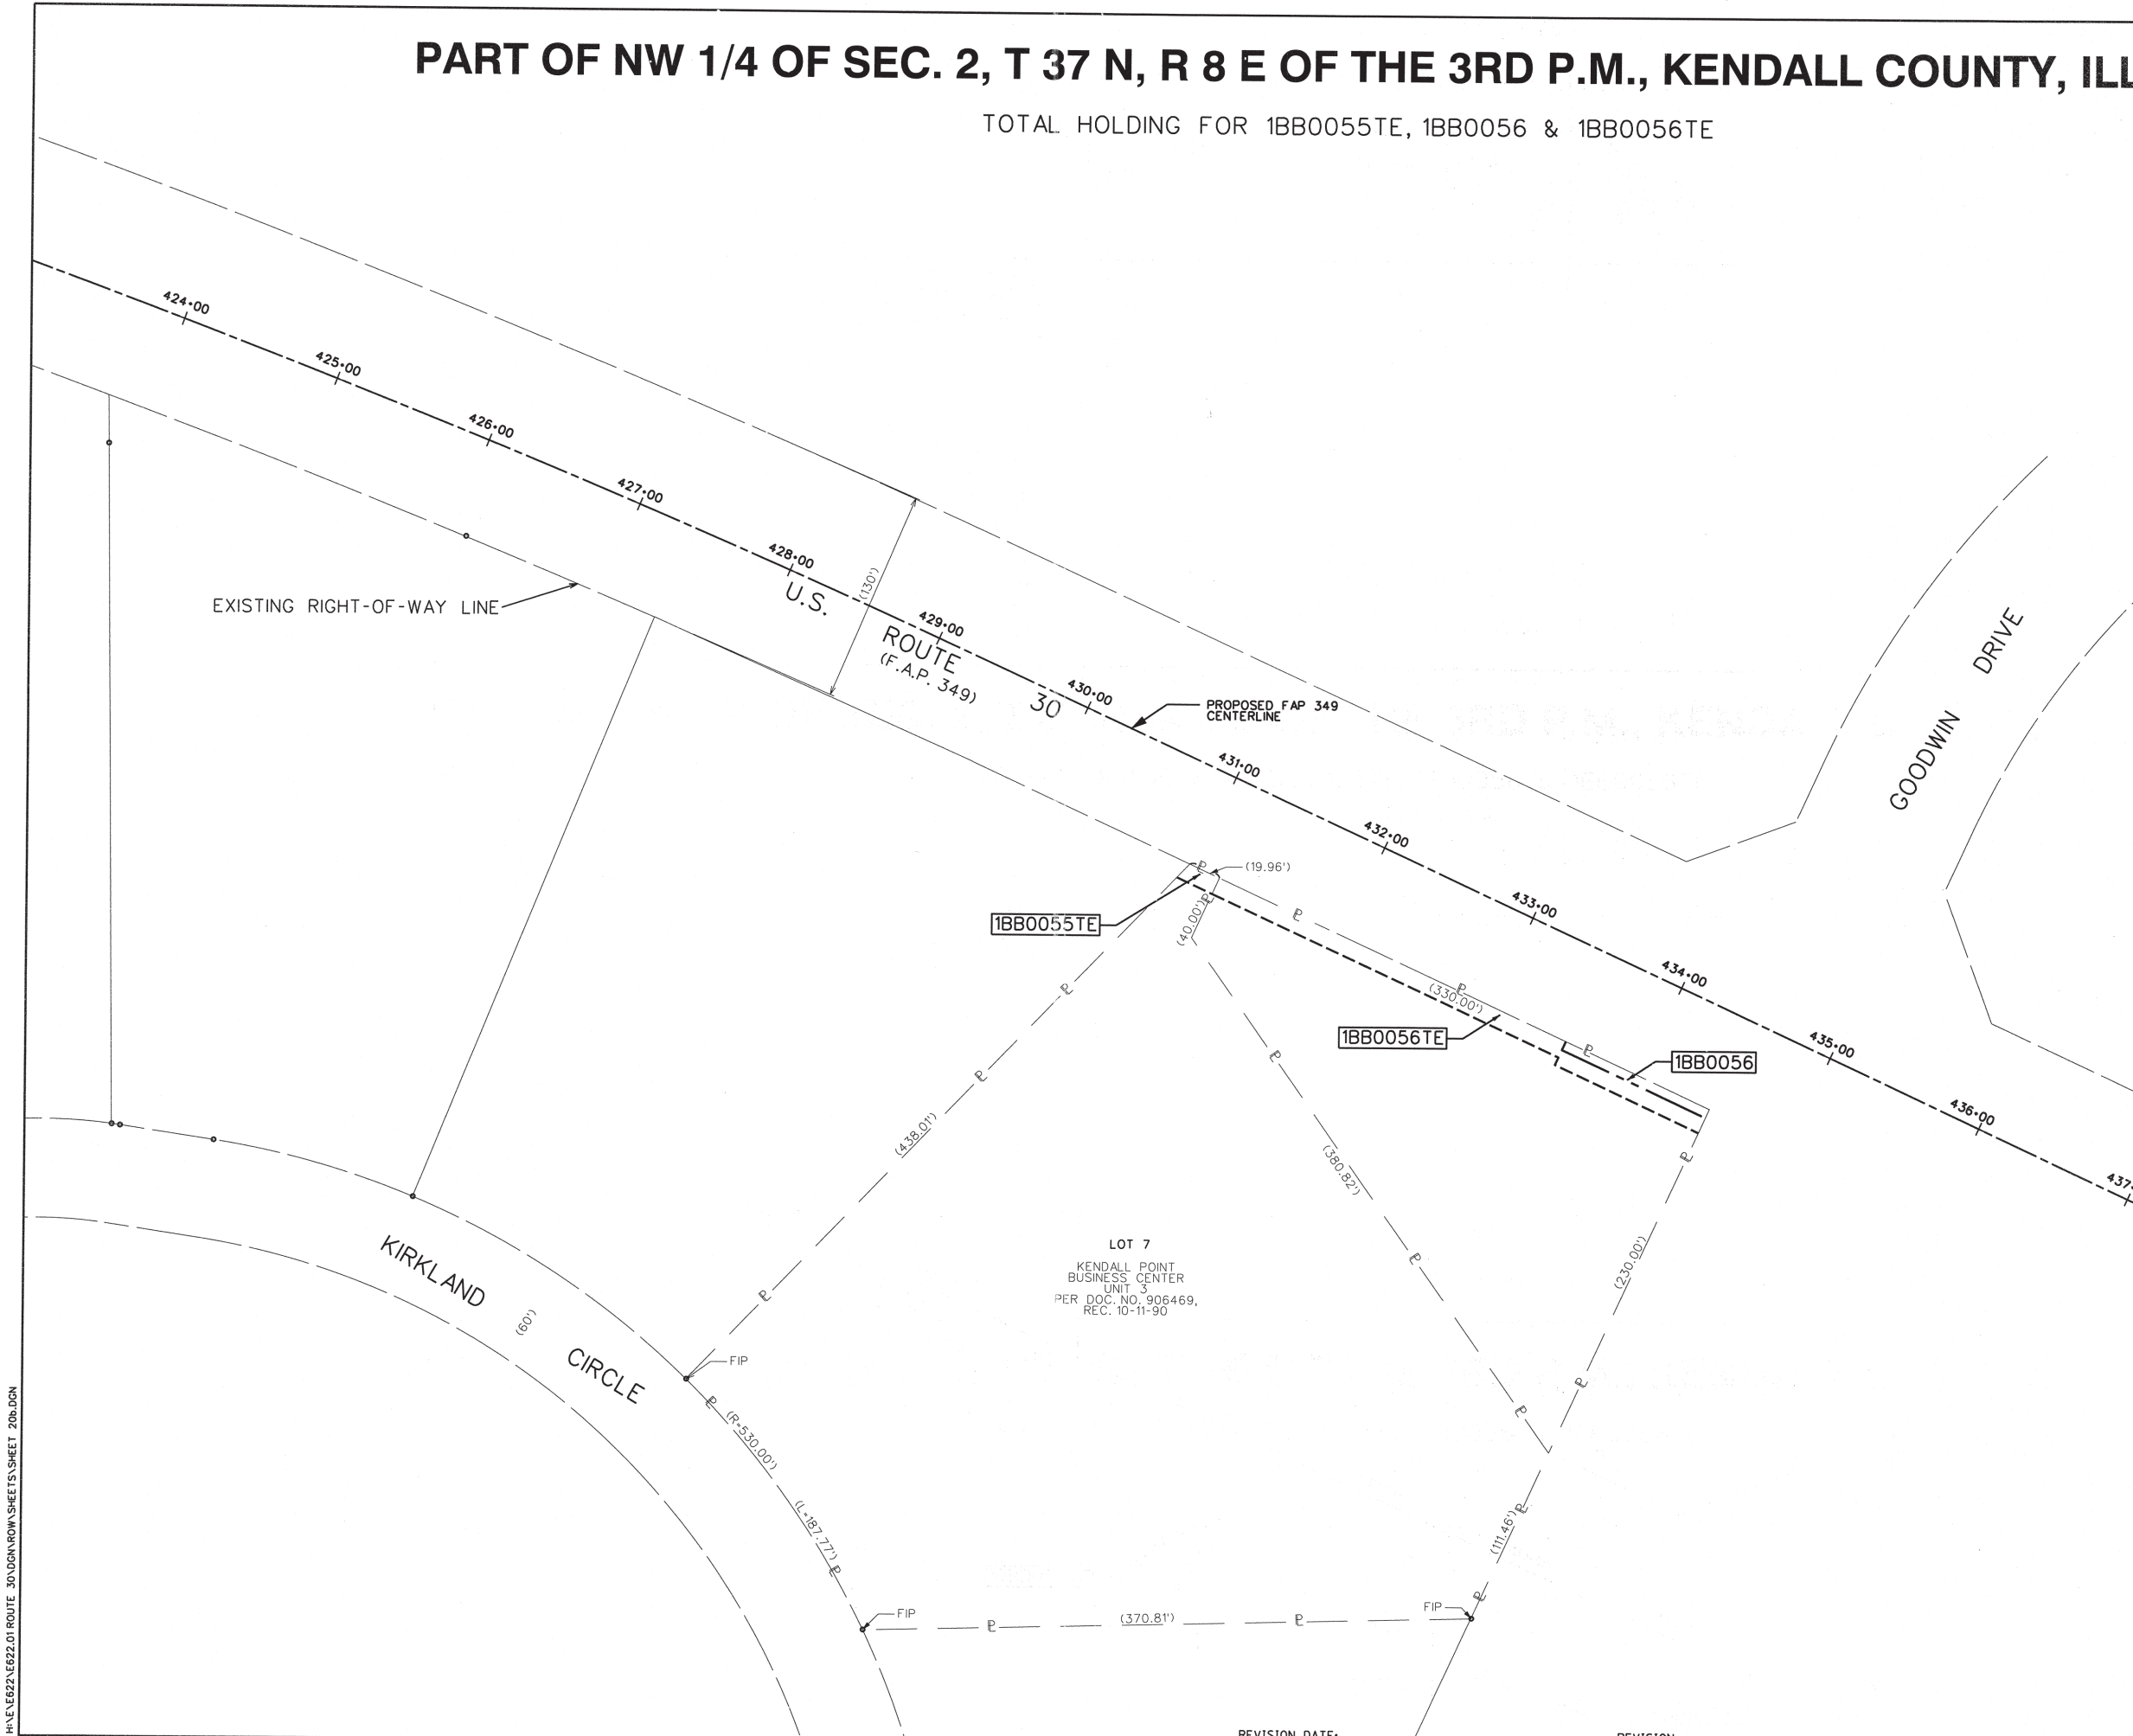 PART OF NW 1/4 OF SEC. 2, T 37 N, R 8 E OF THE 3RD P.M., KENDALL COUNTY, ILL
TOTAL HOLDING FOR 1BB0055TE, 1BB0056 & 1BB0056TE
424+00
425+00
426+00
427+00
428+00
429+00
430+00
431+00
432+00
433+00
434+00
435+00
436+00
437+
EXISTING RIGHT-OF-WAY LINE
(130')
U.S. ROUTE 30
(F.A.P. 349)
PROPOSED FAP 349
CENTERLINE
GOODWIN DRIVE
(19.96')
1BB0055TE
(40.00')
(330.00')
1BB0056TE
1BB0056
(438.01')
(380.82')
(230.00')
LOT 7
KENDALL POINT
BUSINESS CENTER
UNIT 3
PER DOC. NO. 906469,
REC. 10-11-90
KIRKLAND CIRCLE
(60')
FIP
(R=530.00')
(L=187.77')
(111.46')
FIP
(370.81')
FIP
REVISION DATE:
REVISION
H:\E\E622\E622.01 ROUTE 30\DGN\ROW\SHEETS\SHEET 20b.DGN